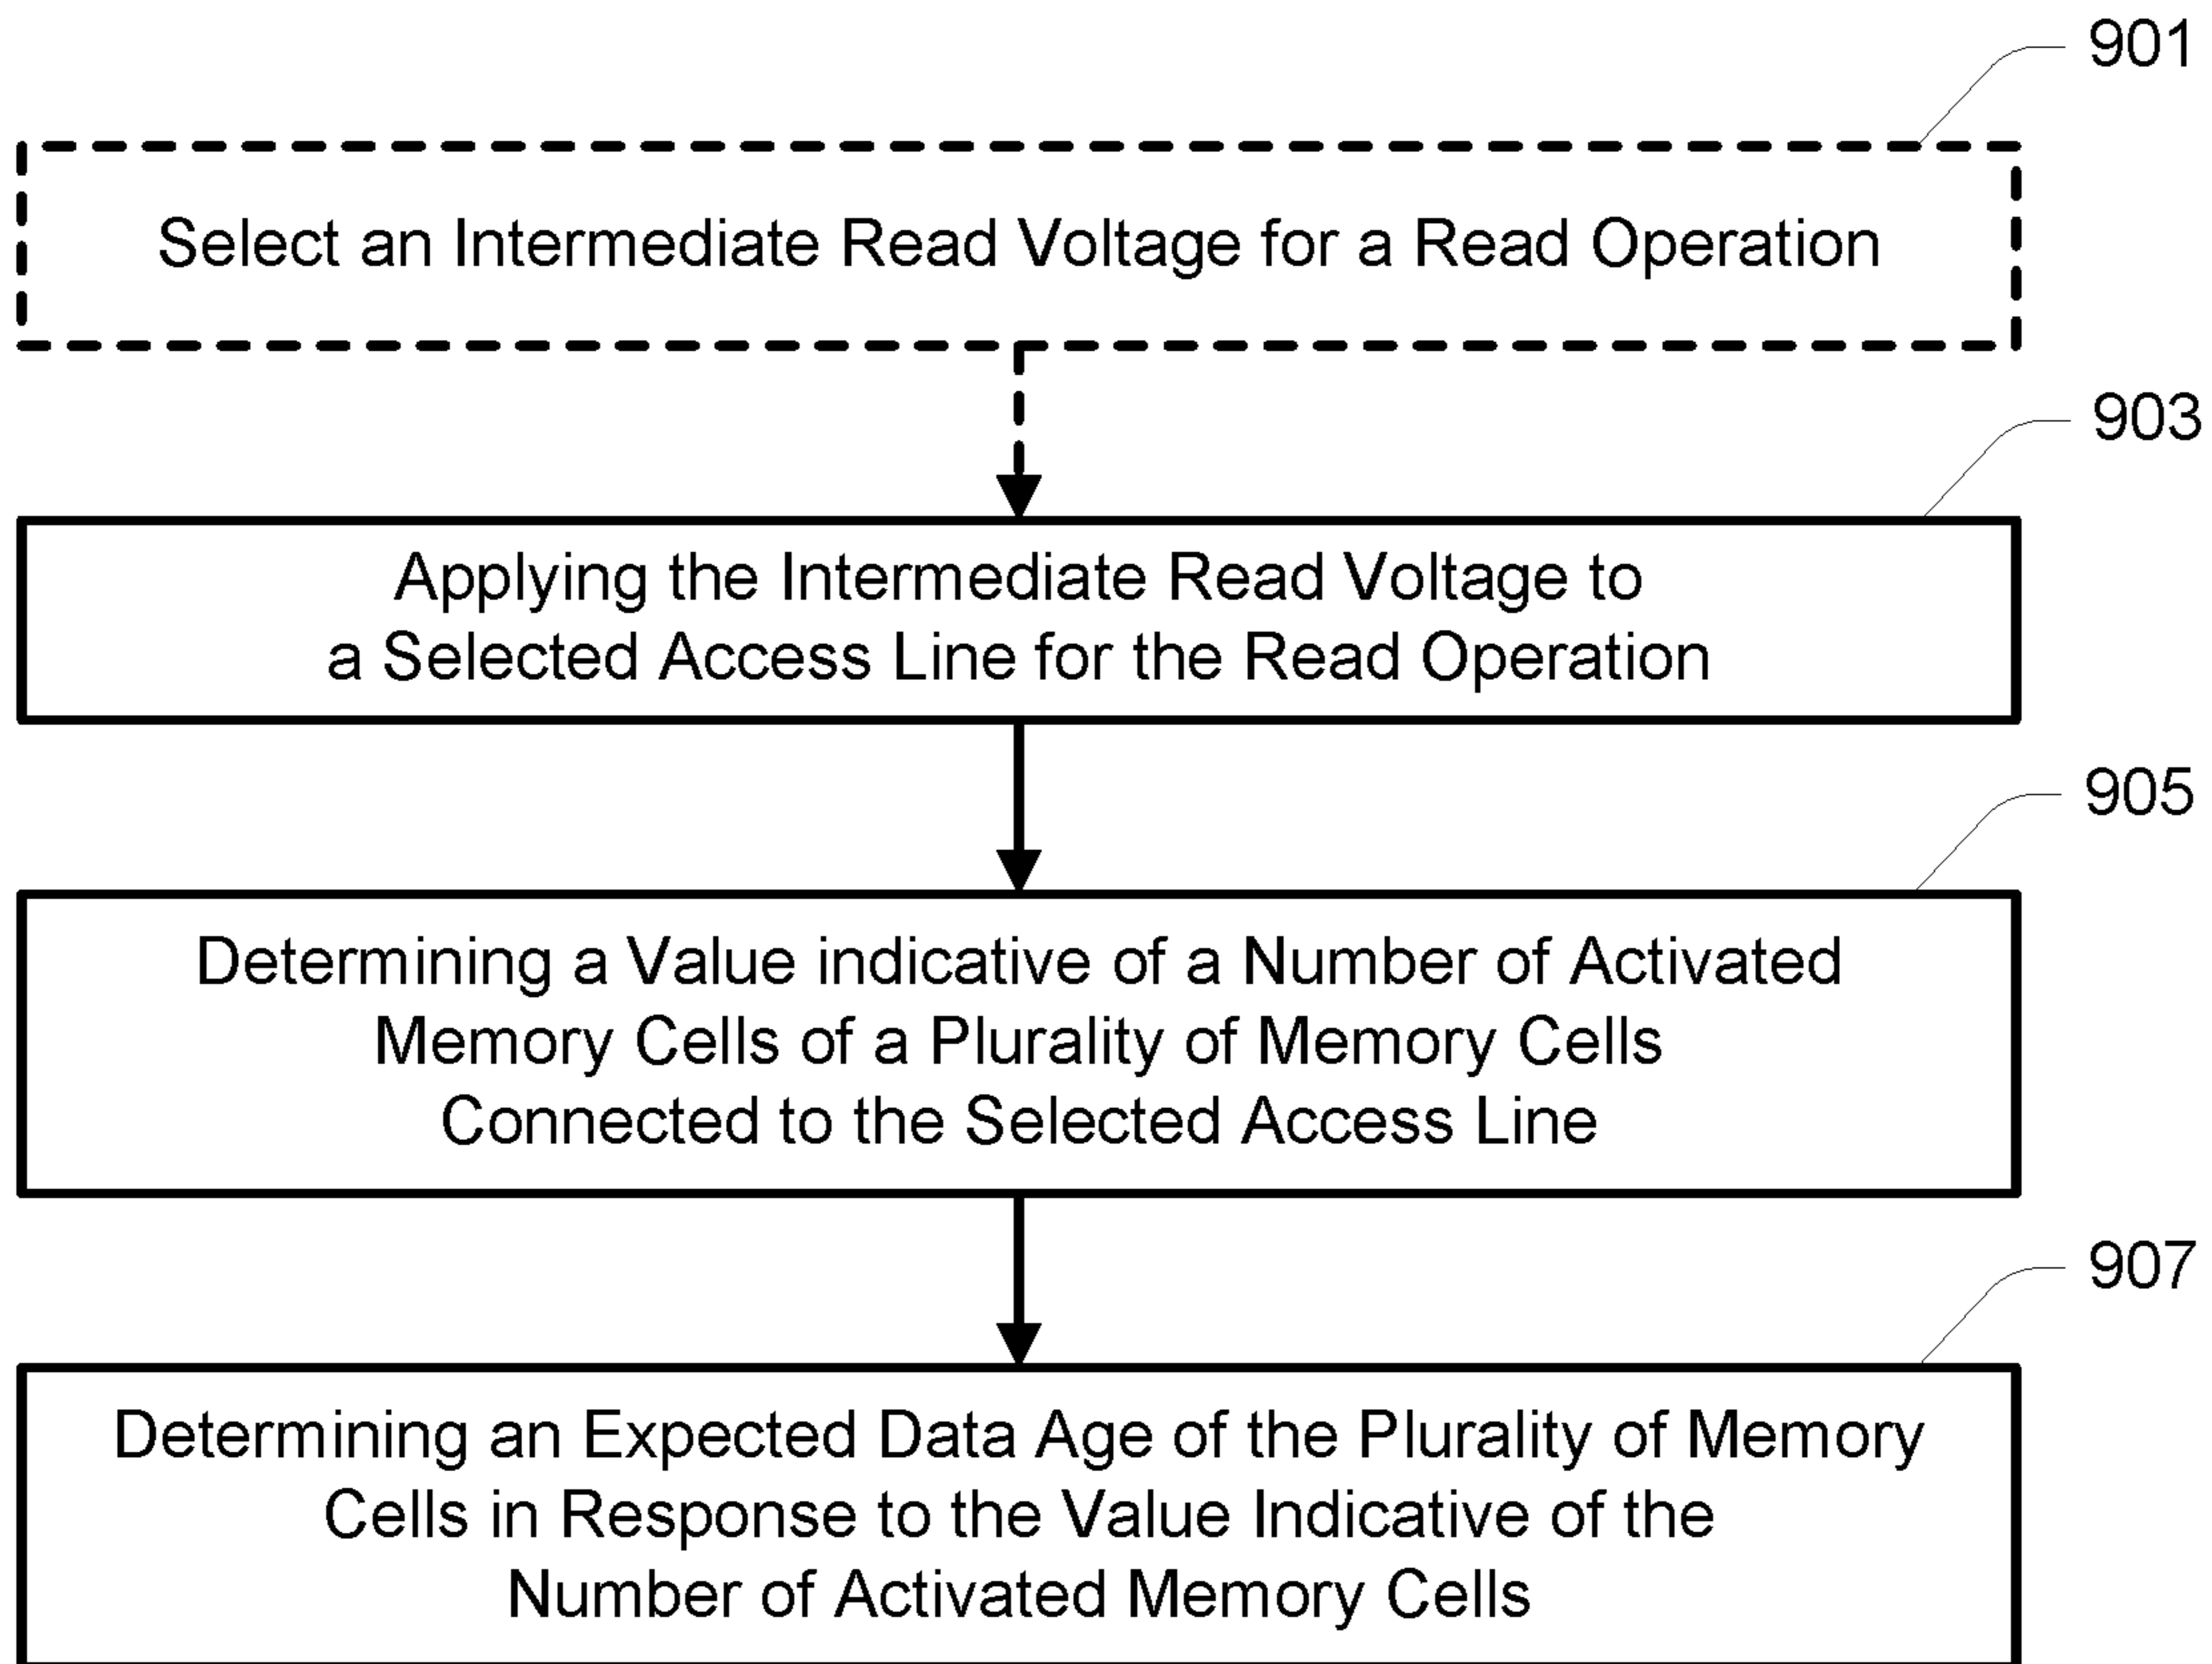 901
Select an Intermediate Read Voltage for a Read Operation
903
Applying the Intermediate Read Voltage to
a Selected Access Line for the Read Operation
905
Determining a Value indicative of a Number of Activated
Memory Cells of a Plurality of Memory Cells
Connected to the Selected Access Line
907
Determining an Expected Data Age of the Plurality of Memory
Cells in Response to the Value Indicative of the
Number of Activated Memory Cells